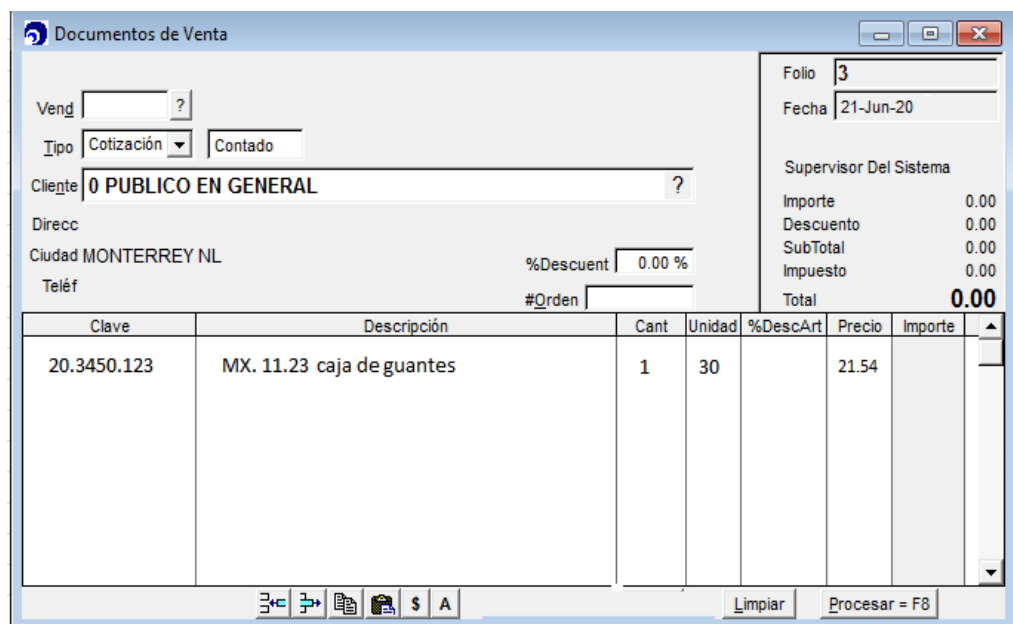 Documentos de Venta
Folio 3
Vend ? Fecha 21-Jun-20
Tipo Cotización Contado
Supervisor Del Sistema
Cliente 0 PUBLICO EN GENERAL ?
Importe 0.00
Direcc Descuento 0.00
Ciudad MONTERREY NL %Descuent 0.00 % SubTotal 0.00
Teléf Impuesto 0.00
#Orden Total 0.00
Clave Descripción Cant Unidad %DescArt Precio Importe
20.3450.123 MX. 11.23 caja de guantes 1 30 21.54
$ A Limpiar Procesar = F8